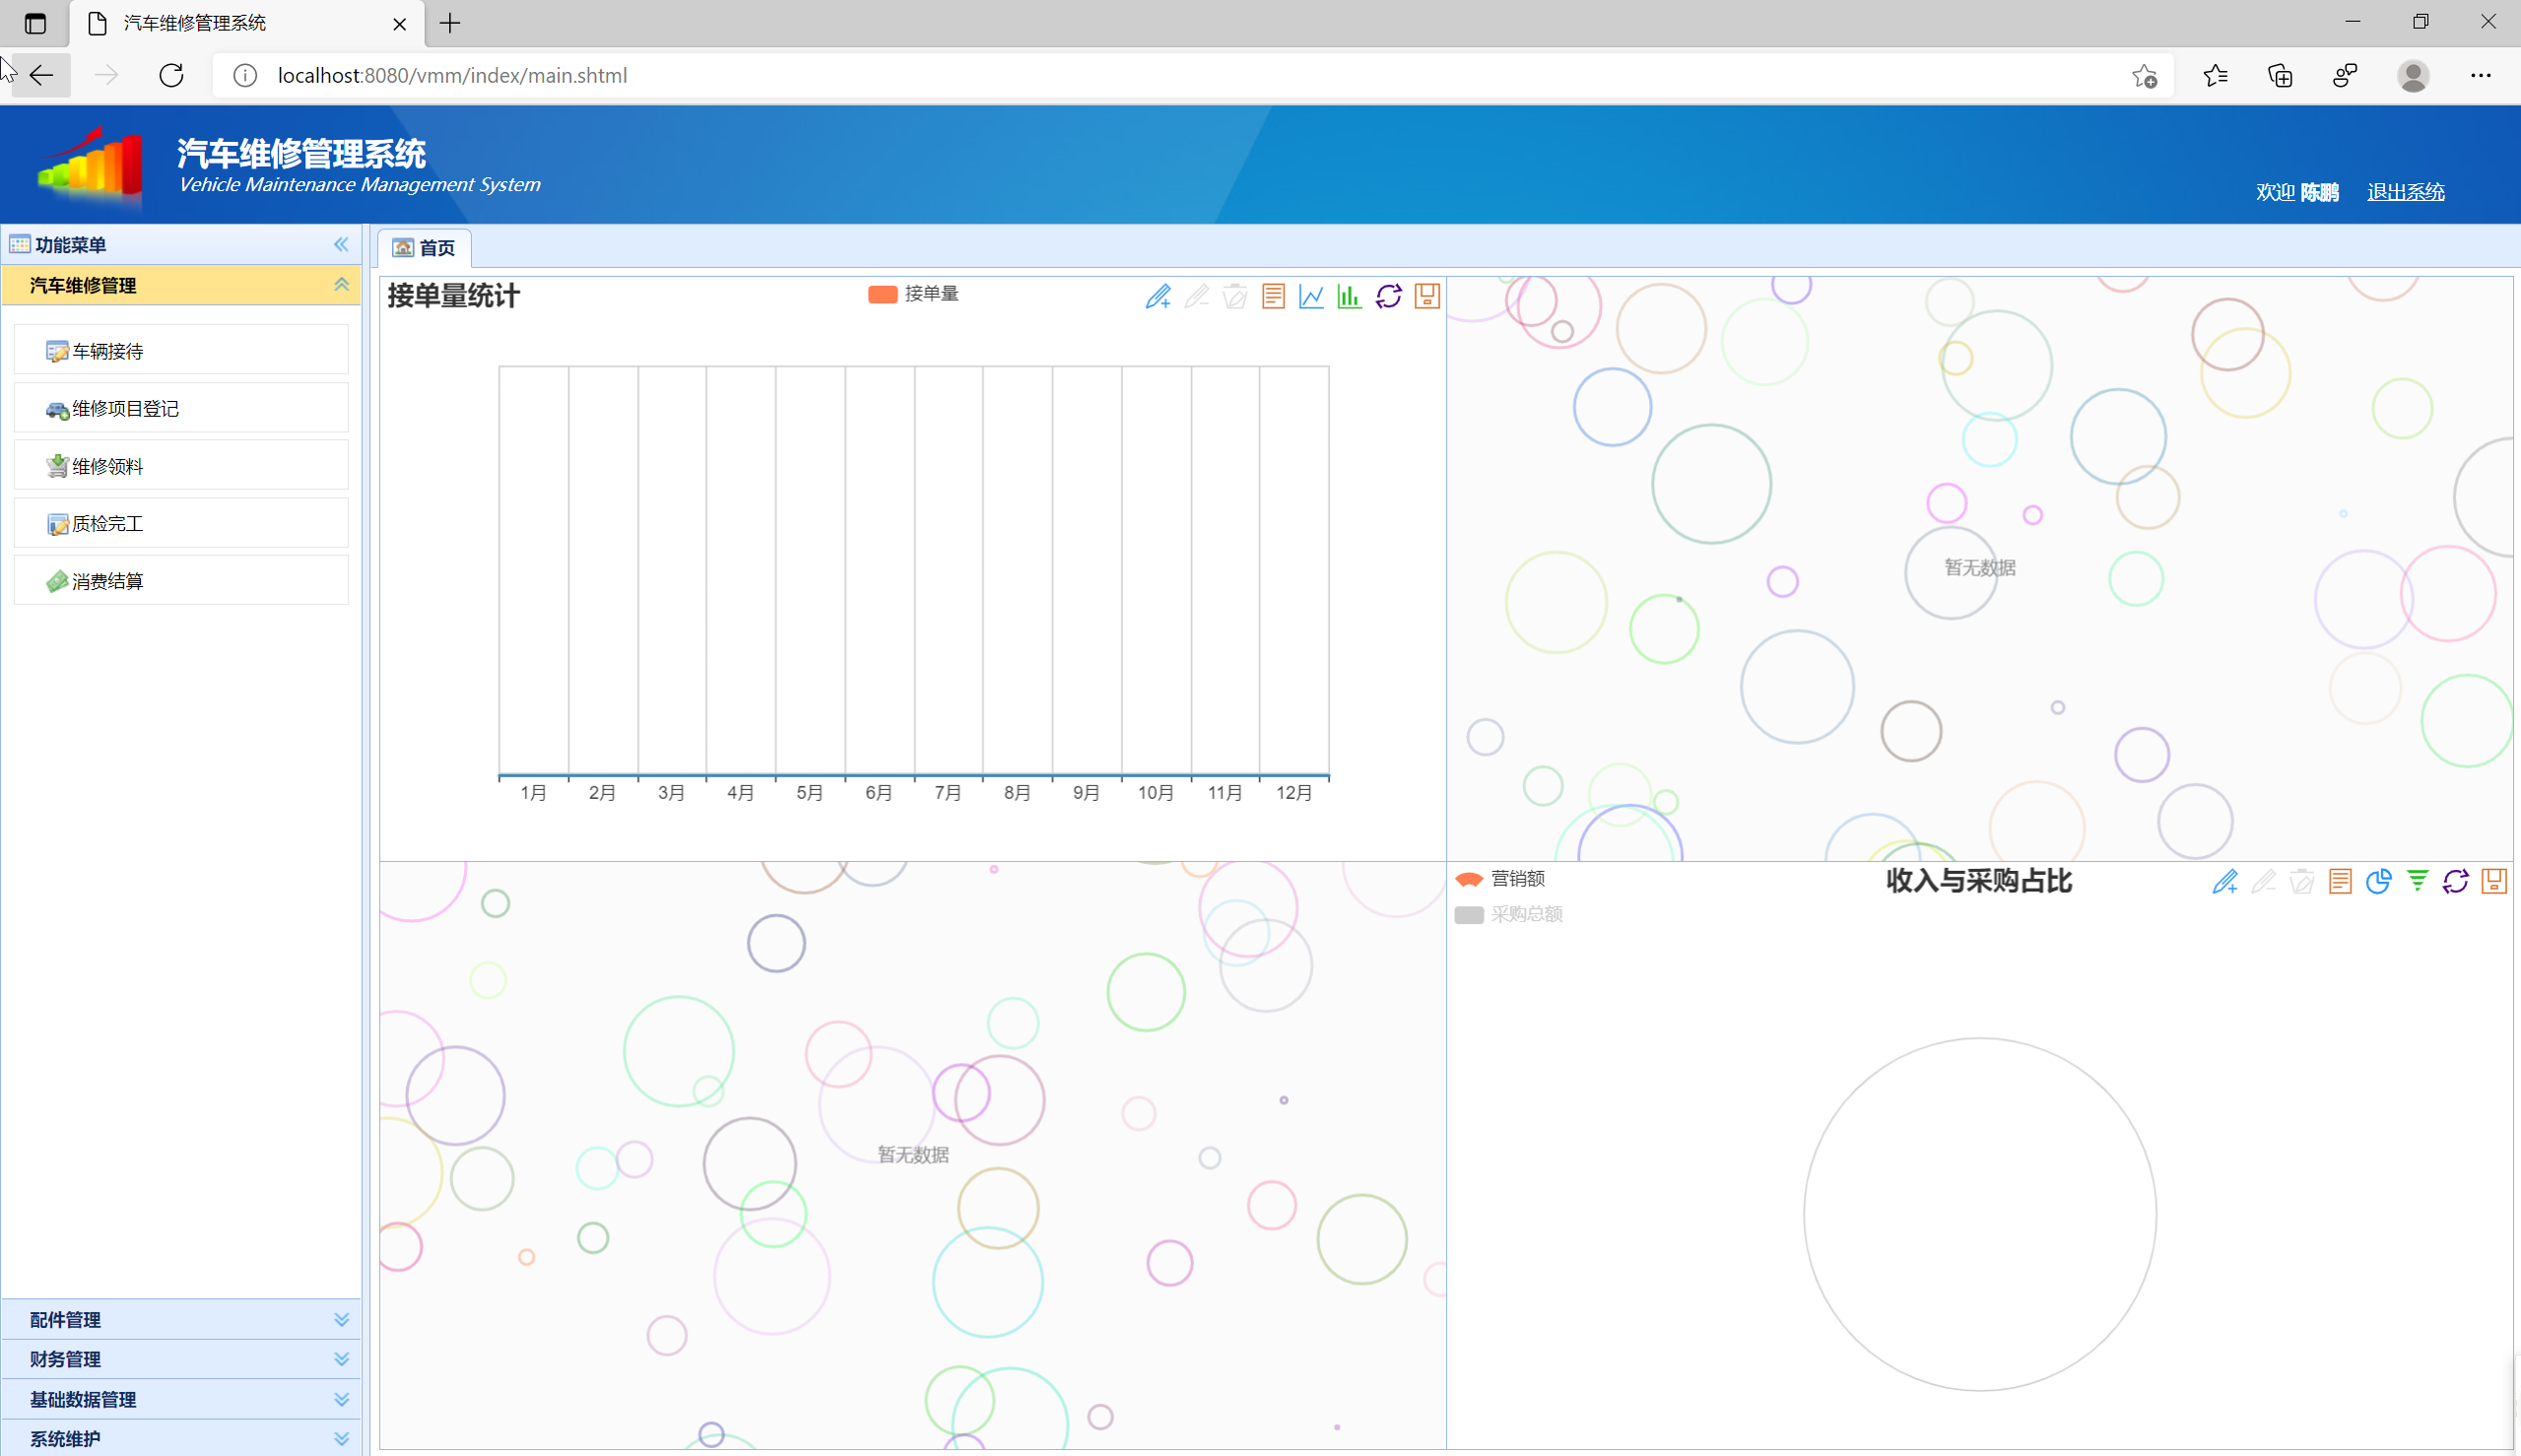 汽车维修管理系统
localhost:8080/vmm/index/main.shtml
汽车维修管理系统
Vehicle Maintenance Management System
欢迎 陈鹏 退出系统
功能菜单
汽车维修管理
车辆接待
维修项目登记
维修领料
质检完工
消费结算
配件管理
财务管理
基础数据管理
系统维护
首页
接单量统计
接单量
1月 2月 3月 4月 5月 6月 7月 8月 9月 10月 11月 12月
暂无数据
暂无数据
营销额
采购总额
收入与采购占比